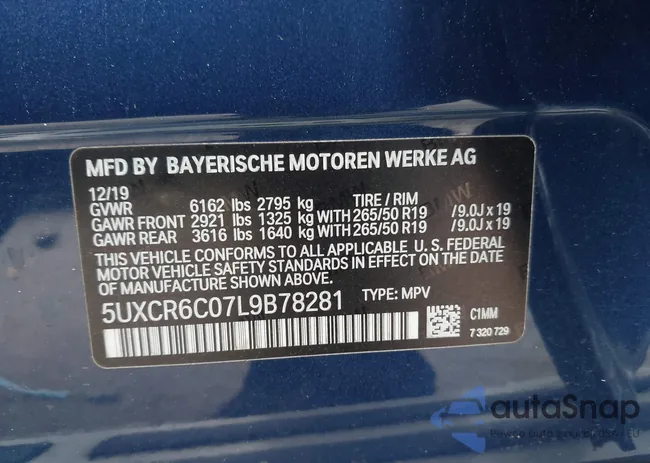 MFD BY BAYERISCHE MOTOREN WERKE AG
12/19
GVWR 6162 lbs 2795 kg TIRE / RIM
GAWR FRONT 2921 lbs 1325 kg WITH 265/50 R19 /9.0J x 19
GAWR REAR 3616 lbs 1640 kg WITH 265/50 R19 /9.0J x 19
THIS VEHICLE CONFORMS TO ALL APPLICABLE U.S. FEDERAL
MOTOR VEHICLE SAFETY STANDARDS IN EFFECT ON THE
DATE OF MANUFACTURE SHOWN ABOVE.
5UXCR6C07L9B78281 TYPE: MPV
C1MM
7 320 729
autoSnap